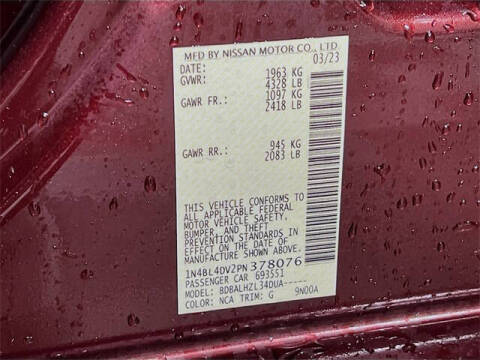 MFD BY NISSAN MOTOR CO., LTD.
DATE: 03/23
GVWR: 1963 KG
4328 LB
GAWR FR.: 1097 KG
2418 LB
GAWR RR.: 945 KG
2083 LB
THIS VEHICLE CONFORMS TO
ALL APPLICABLE FEDERAL
MOTOR VEHICLE SAFETY,
BUMPER, AND THEFT
PREVENTION STANDARDS IN
EFFECT ON THE DATE OF
MANUFACTURE SHOWN ABOVE.
1N4BL4DV2PN378076
PASSENGER CAR 693551
MODEL: BDBALHZL34DUA-----
COLOR: NCA TRIM: G 9N00A